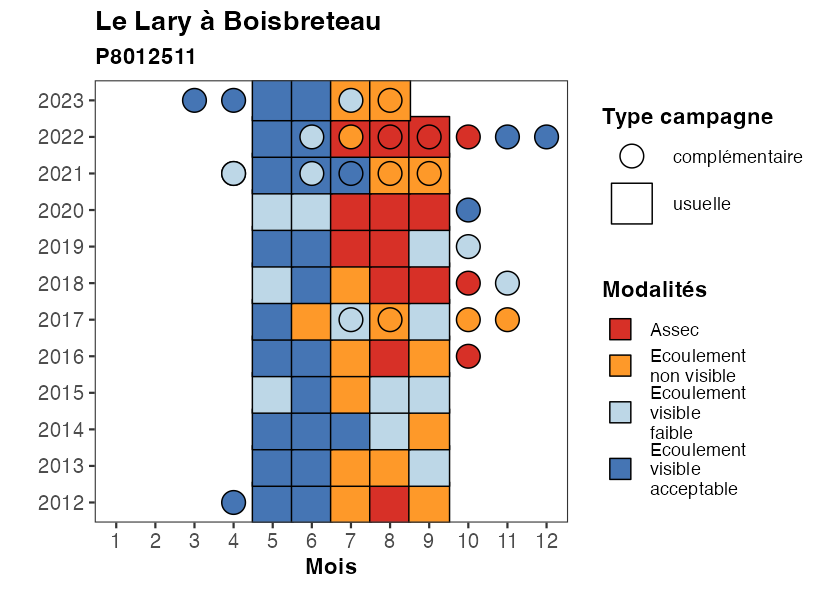 Le Lary à Boisbreteau
P8012511
2023
2022
2021
2020
2019
2018
2017
2016
2015
2014
2013
2012
1 2 3 4 5 6 7 8 9 10 11 12
Mois
Type campagne
complémentaire
usuelle
Modalités
Assec
Ecoulement
non visible
Ecoulement
visible
faible
Ecoulement
visible
acceptable